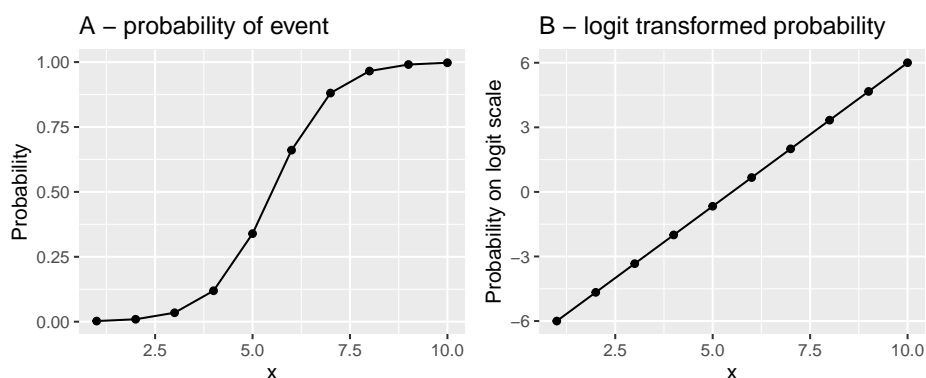 A – probability of event
1.00
0.75
0.50
0.25
0.00
Probability
2.5 5.0 7.5 10.0
x
B – logit transformed probability
6
3
0
−3
−6
Probability on logit scale
2.5 5.0 7.5 10.0
x